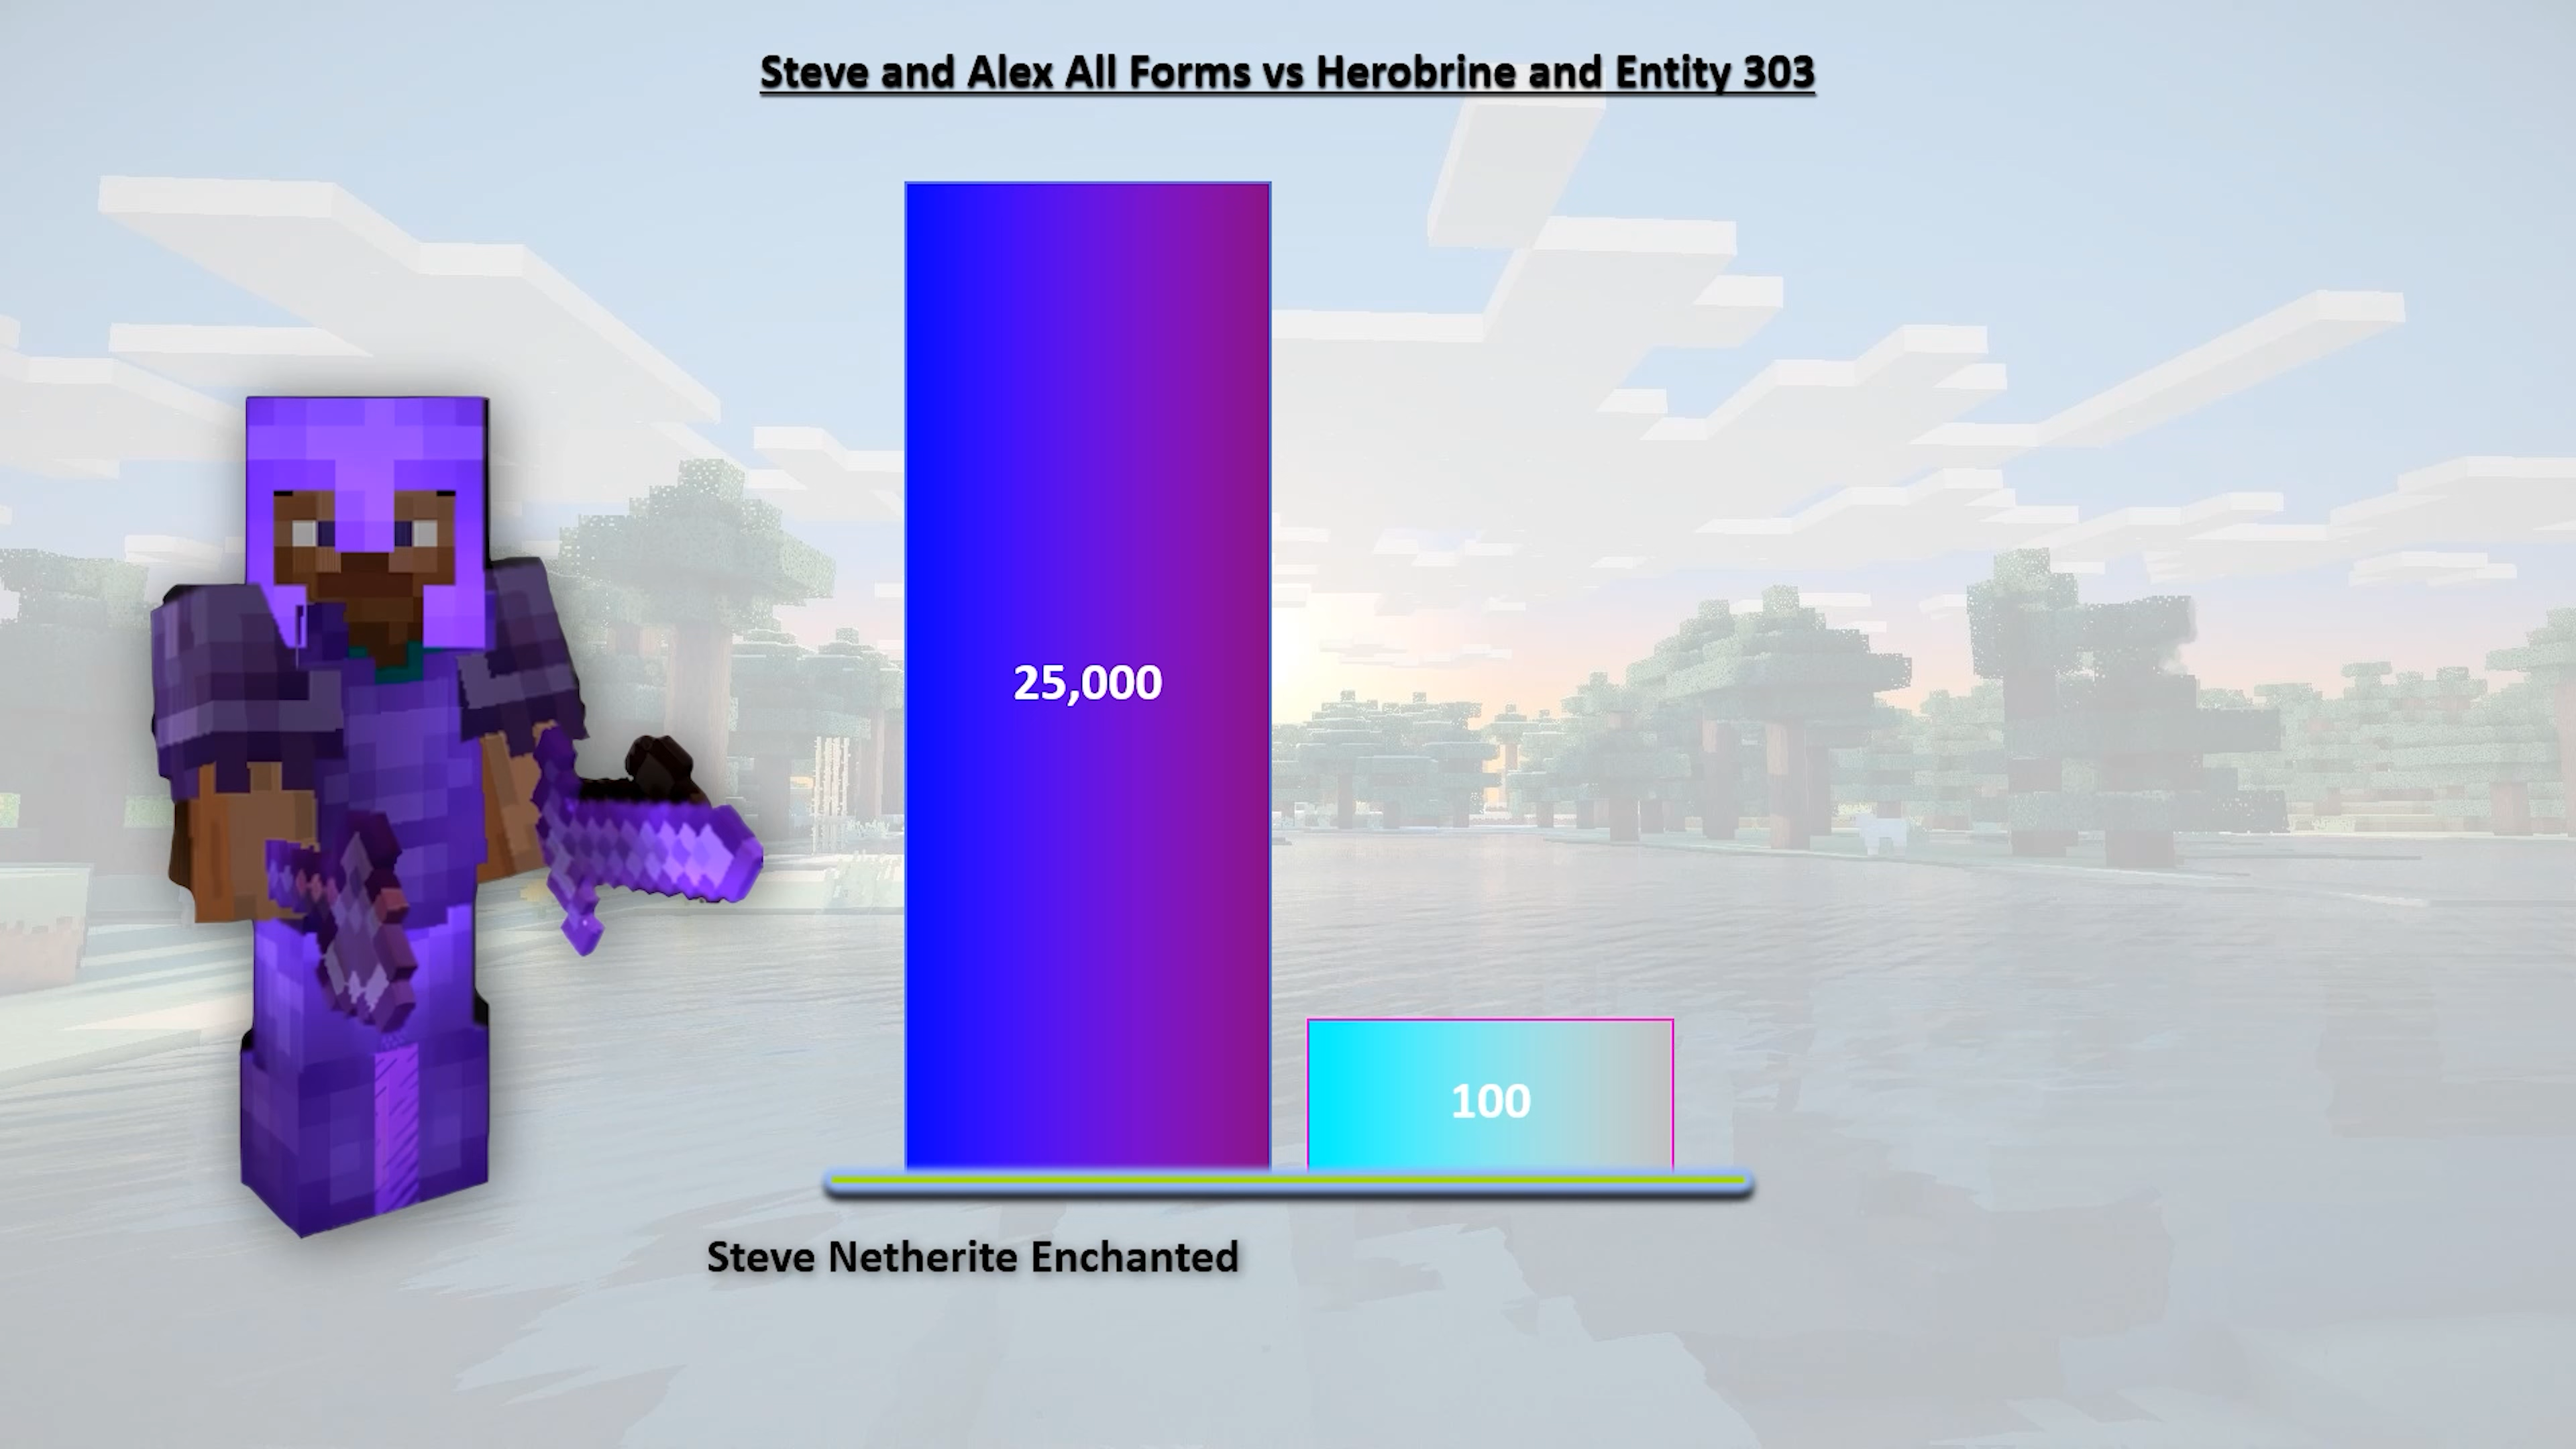 Steve and Alex All Forms vs Herobrine and Entity 303
25,000
100
Steve Netherite Enchanted